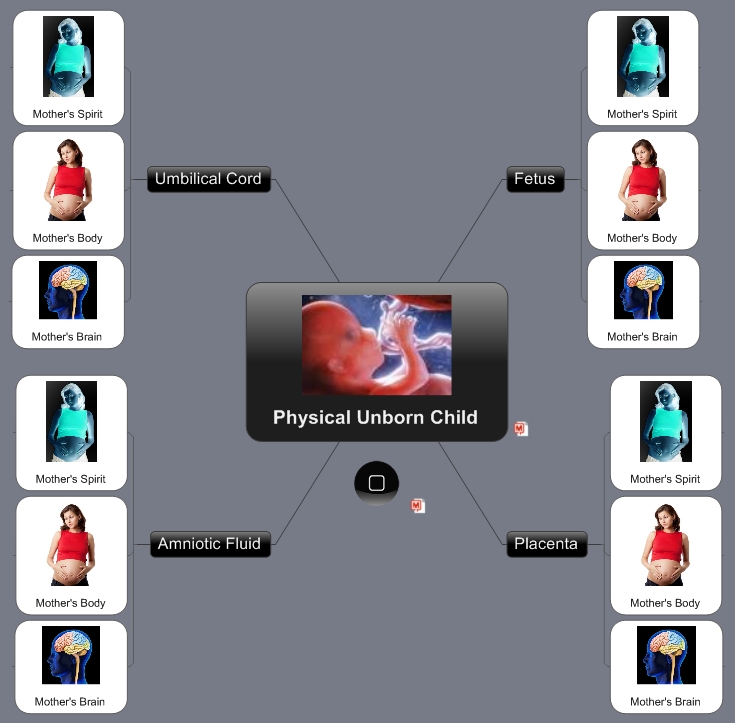 Mother's Spirit
Mother's Body
Mother's Brain
Umbilical Cord
Mother's Spirit
Mother's Body
Mother's Brain
Fetus
Physical Unborn Child
Mother's Spirit
Mother's Body
Mother's Brain
Amniotic Fluid
Mother's Spirit
Mother's Body
Mother's Brain
Placenta
M
M